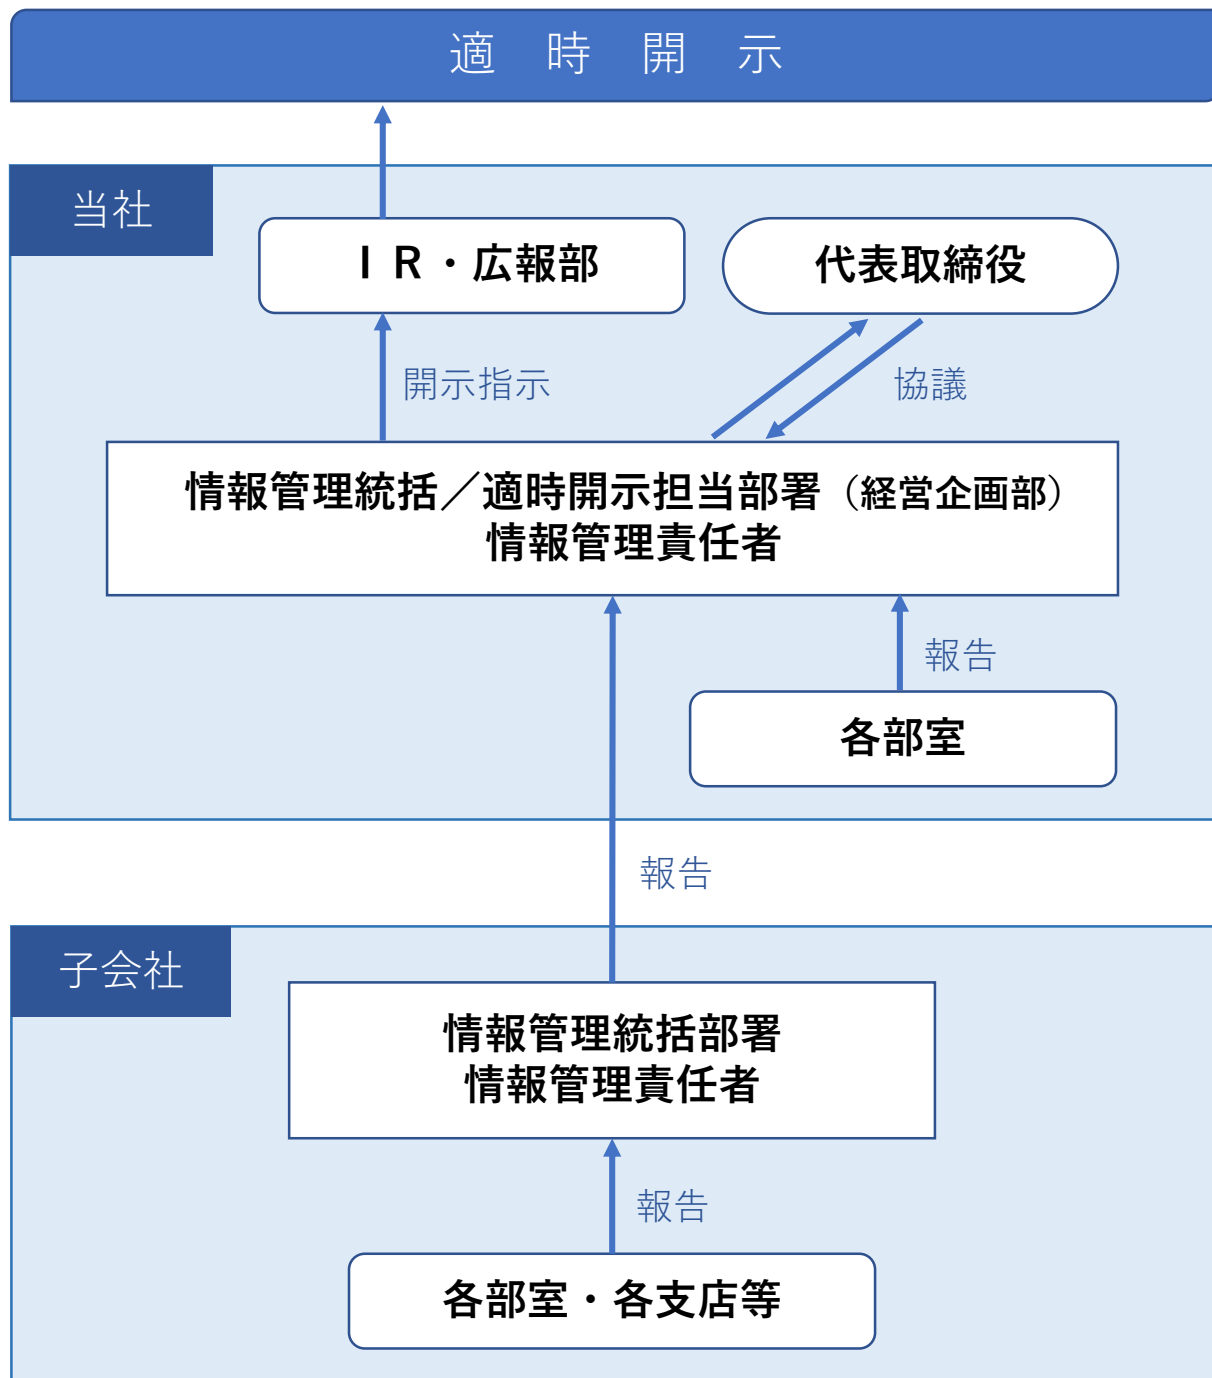 適 時 開 示
当社
ＩＲ・広報部
代表取締役
開示指示
協議
情報管理統括／適時開示担当部署（経営企画部）
情報管理責任者
報告
各部室
報告
子会社
情報管理統括部署
情報管理責任者
報告
各部室・各支店等